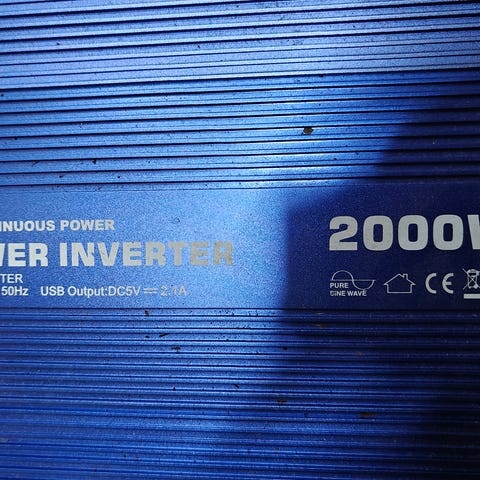 INUOUS POWER
WER INVERTER
2000W
TER
50Hz USB Output:DC5V⎓2.1A
PURE
SINE WAVE
CE